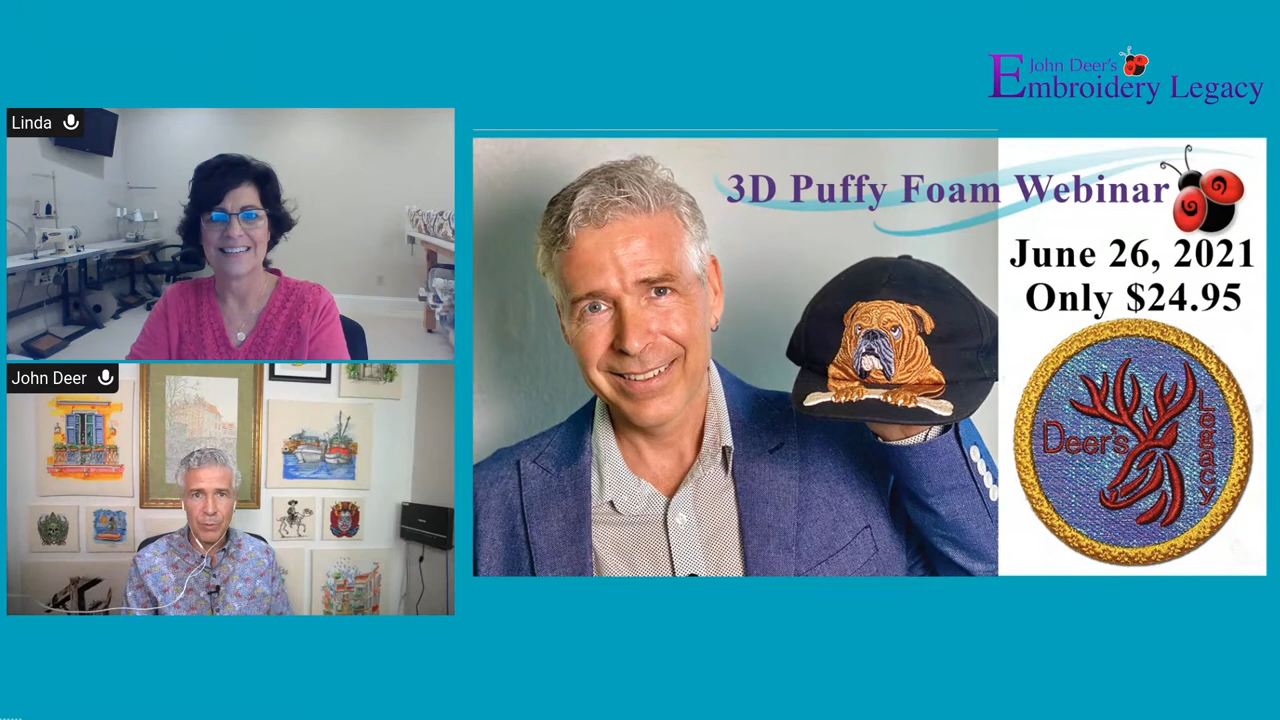 John Deer's
Embroidery Legacy
Linda
3D Puffy Foam Webinar
June 26, 2021
Only $24.95
John Deer
Deer's
LEGACY